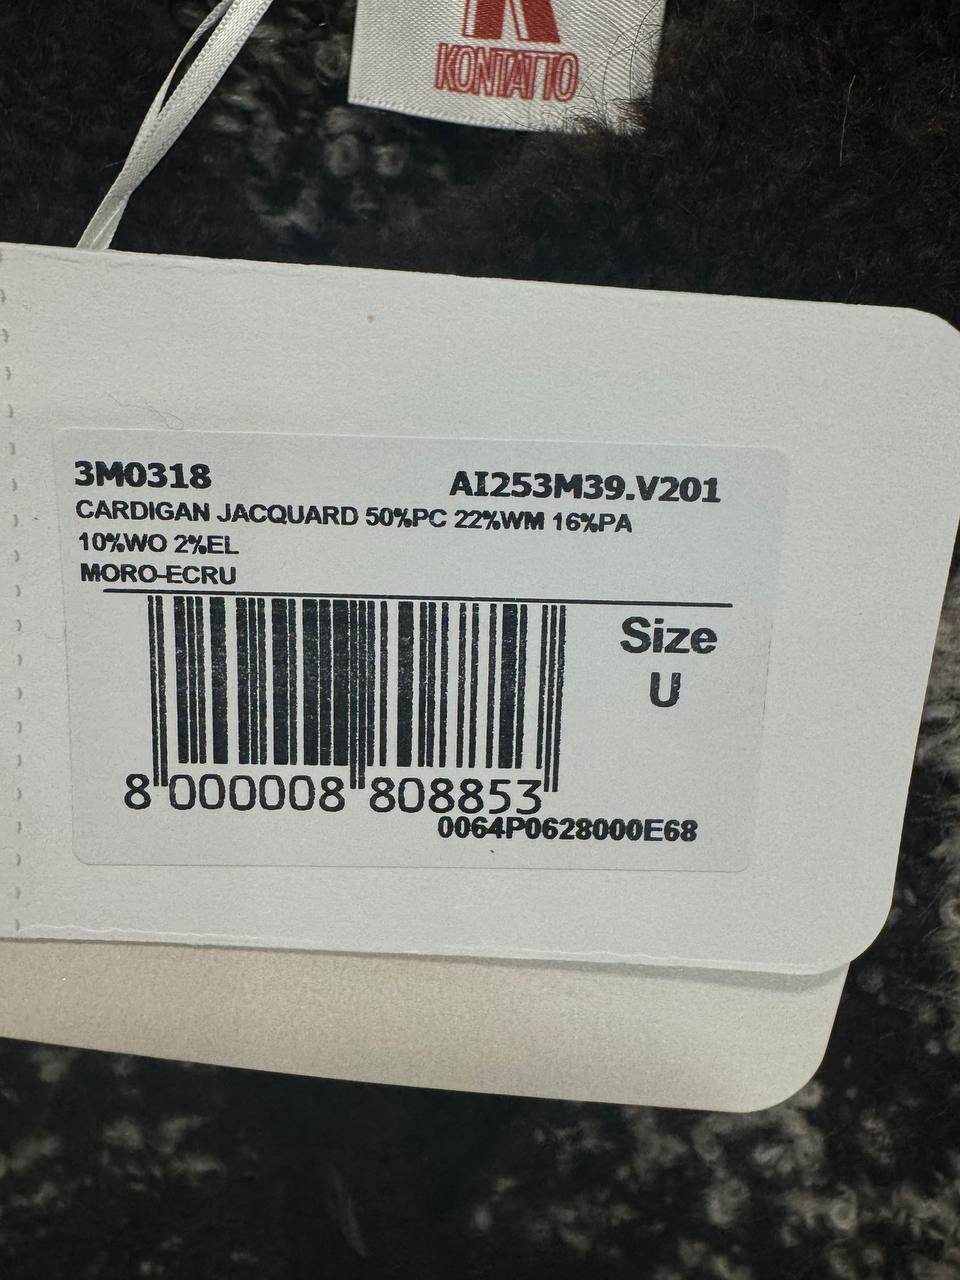 K
KONTATTO
3M0318 AI253M39.V201
CARDIGAN JACQUARD 50%PC 22%WM 16%PA
10%WO 2%EL
MORO-ECRU
Size
U
8 000008 808853
0064P0628000E68